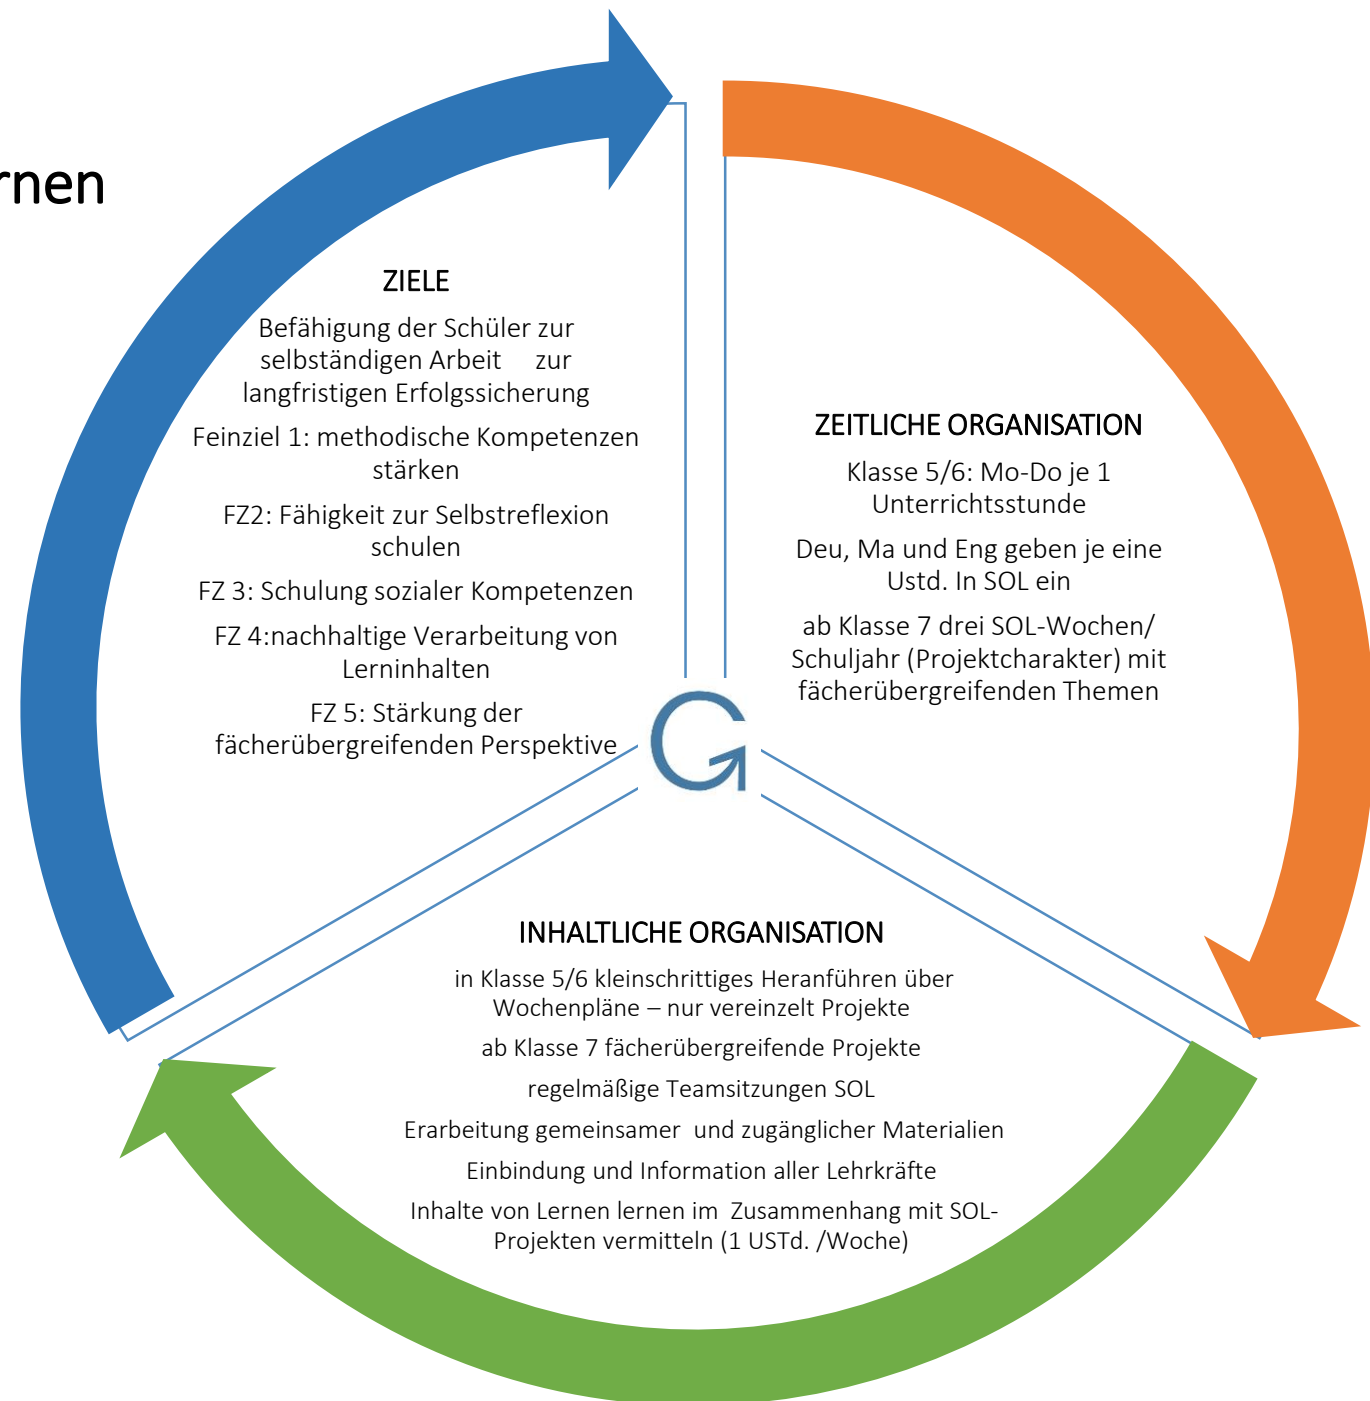 rnen
ZIELE
Befähigung der Schüler zur
selbständigen Arbeit zur
langfristigen Erfolgssicherung
Feinziel 1: methodische Kompetenzen
stärken
FZ2: Fähigkeit zur Selbstreflexion
schulen
FZ 3: Schulung sozialer Kompetenzen
FZ 4:nachhaltige Verarbeitung von
Lerninhalten
FZ 5: Stärkung der
fächerübergreifenden Perspektive
ZEITLICHE ORGANISATION
Klasse 5/6: Mo-Do je 1
Unterrichtsstunde
Deu, Ma und Eng geben je eine
Ustd. In SOL ein
ab Klasse 7 drei SOL-Wochen/
Schuljahr (Projektcharakter) mit
fächerübergreifenden Themen
G
INHALTLICHE ORGANISATION
in Klasse 5/6 kleinschrittiges Heranführen über
Wochenpläne – nur vereinzelt Projekte
ab Klasse 7 fächerübergreifende Projekte
regelmäßige Teamsitzungen SOL
Erarbeitung gemeinsamer und zugänglicher Materialien
Einbindung und Information aller Lehrkräfte
Inhalte von Lernen lernen im Zusammenhang mit SOL-
Projekten vermitteln (1 USTd. /Woche)